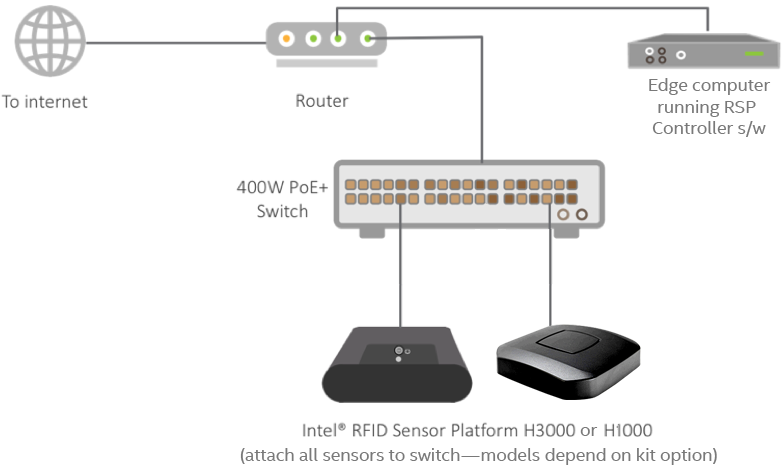 To internet
Router
Edge computer
running RSP
Controller s/w
400W PoE+
Switch
Intel® RFID Sensor Platform H3000 or H1000
(attach all sensors to switch—models depend on kit option)